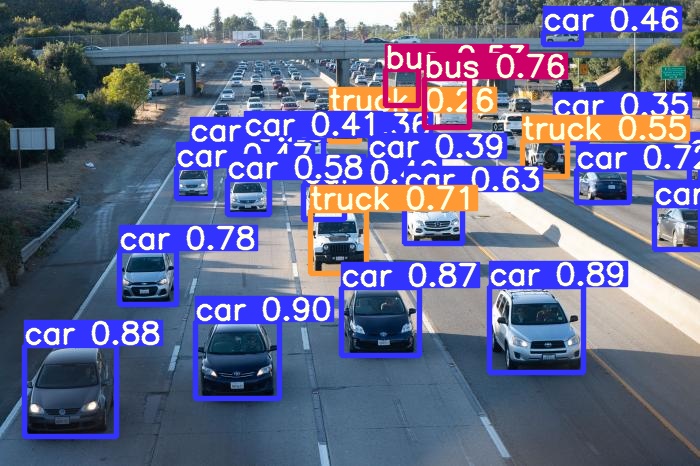 car 0.46
bus 0.76
truck 0.26
car 0.35
car 0.41
truck 0.55
car
car 0.39
car 0.72
car
car 0.58
car 0.63
car
truck 0.71
car 0.78
car 0.87
car 0.89
car 0.90
car 0.88